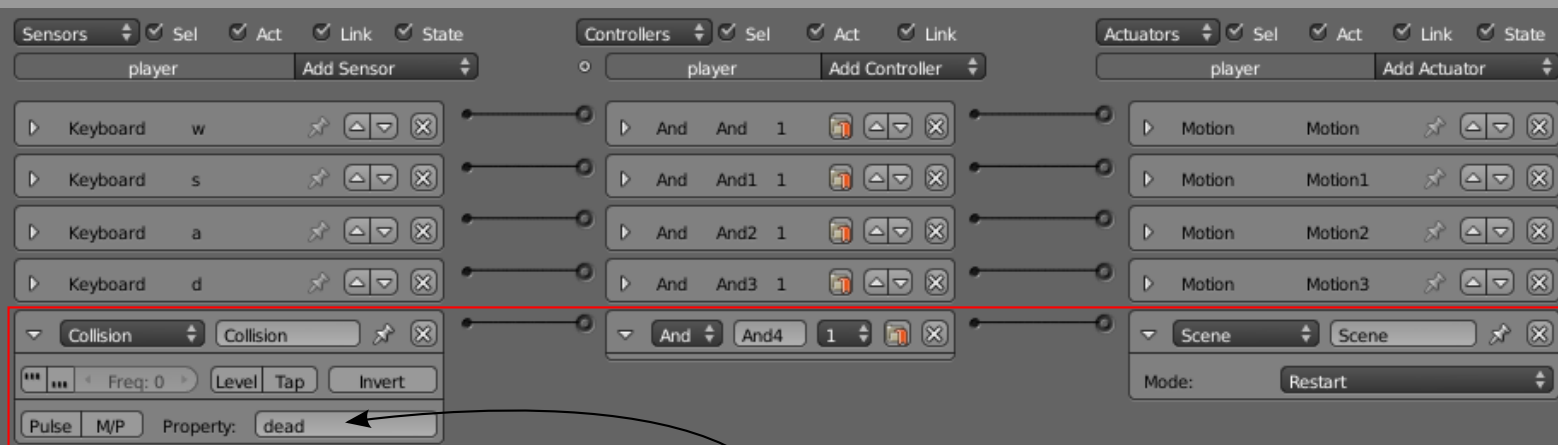 Sensors Sel Act Link State Controllers Sel Act Link Actuators Sel Act Link State
player Add Sensor player Add Controller player Add Actuator
Keyboard w And And 1 Motion Motion
Keyboard s And And1 1 Motion Motion1
Keyboard a And And2 1 Motion Motion2
Keyboard d And And3 1 Motion Motion3
Collision Collision And And4 1 Scene Scene
Freq: 0 Level Tap Invert Mode: Restart
Pulse M/P Property: dead